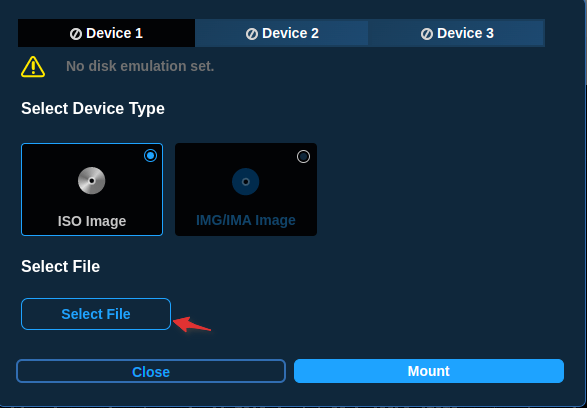 Device 1 Device 2 Device 3
No disk emulation set.
Select Device Type
ISO Image IMG/IMA Image
Select File
Select File
Close Mount